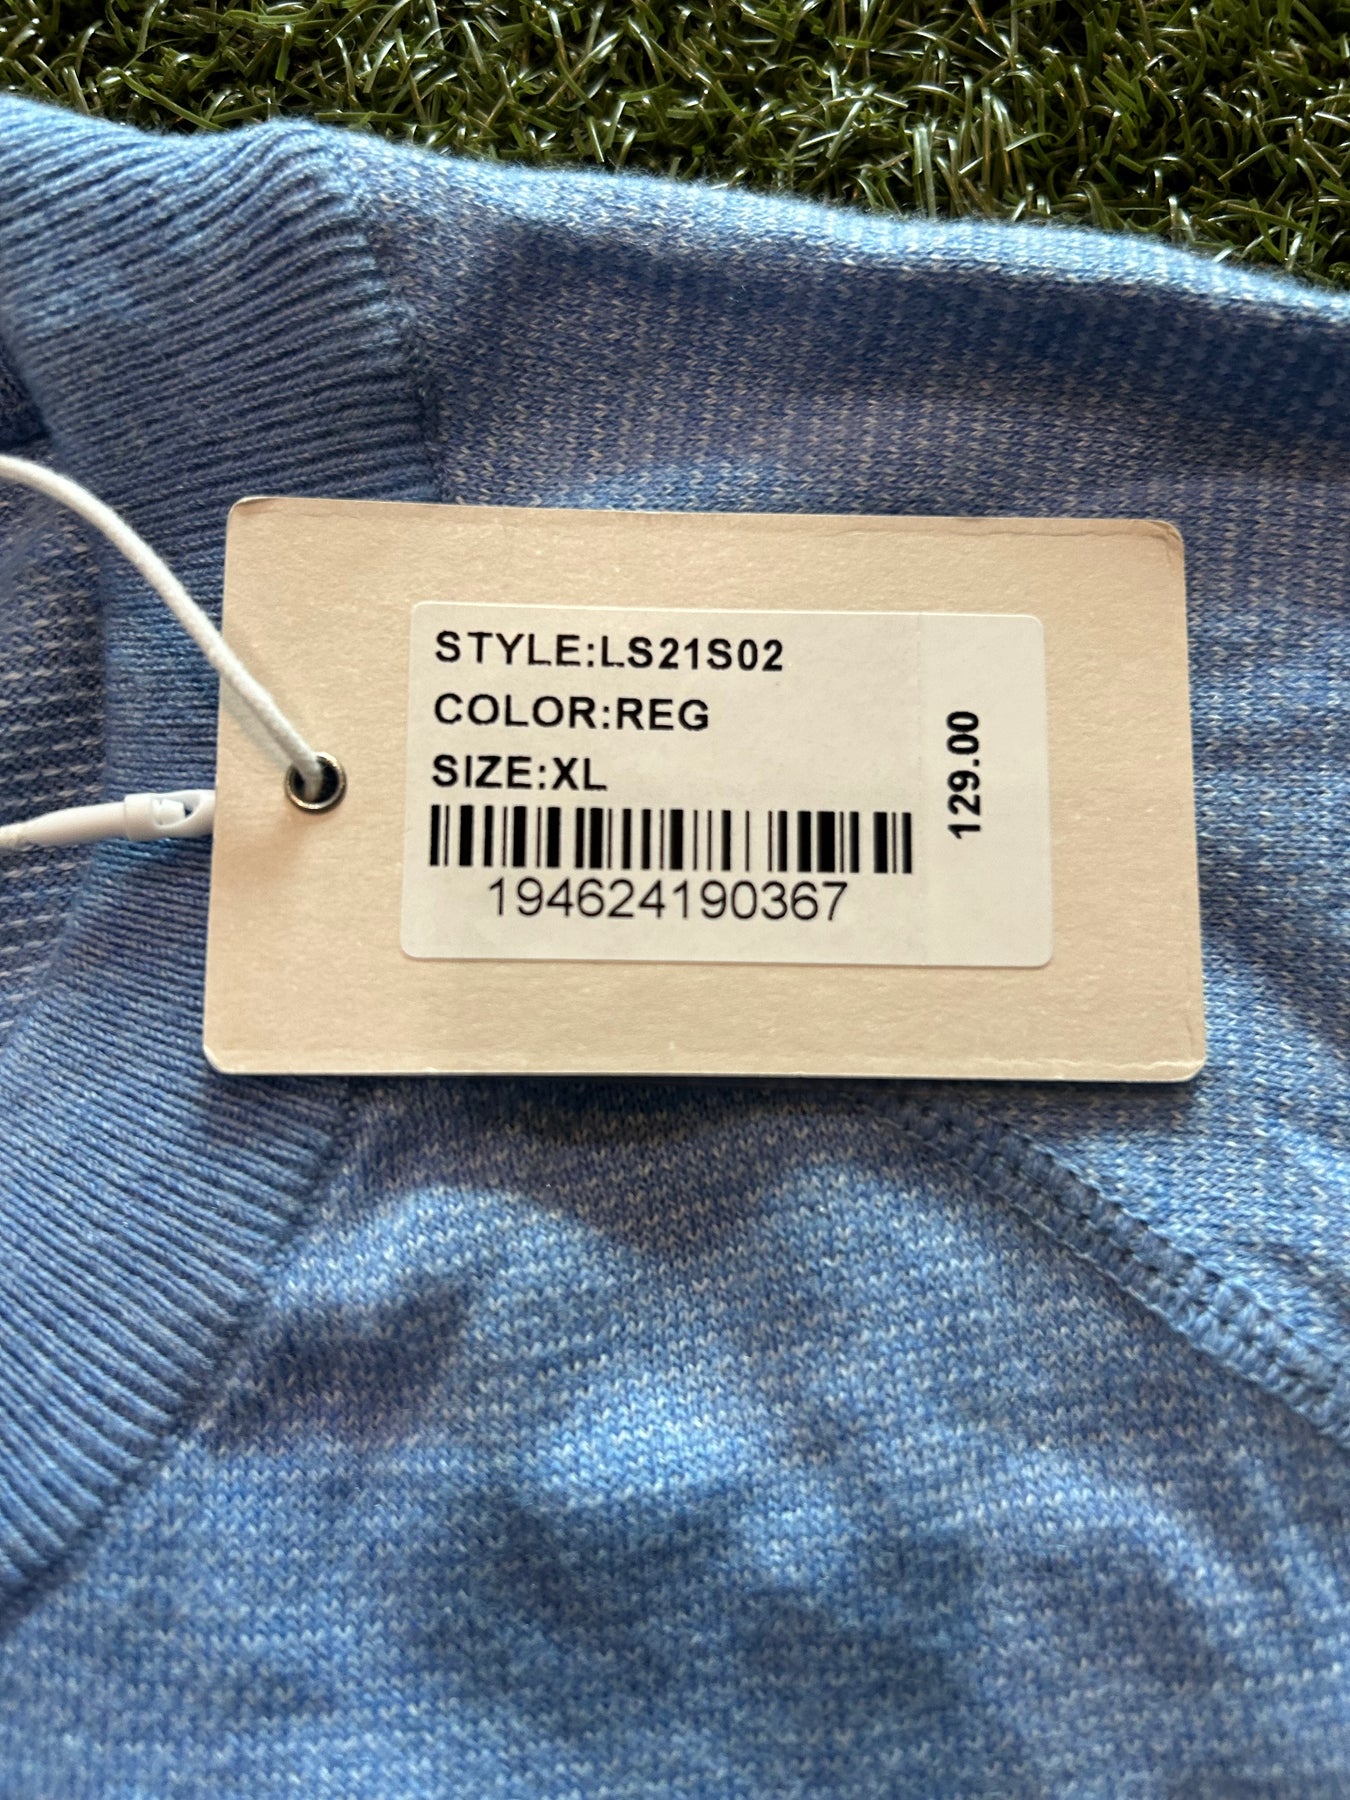 STYLE:LS21S02
COLOR:REG
SIZE:XL
194624190367
129.00